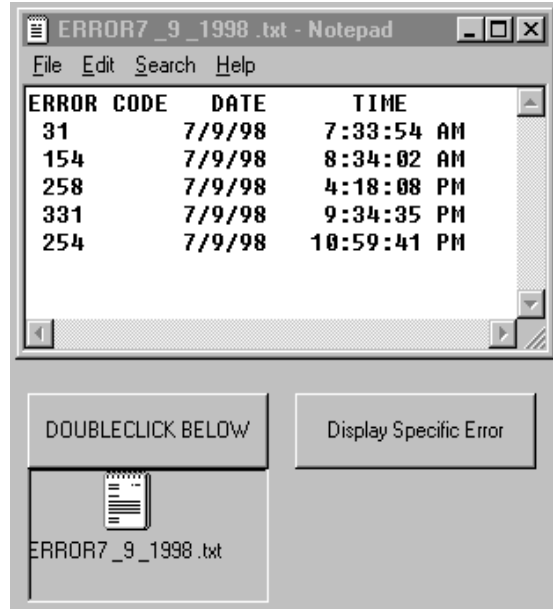 ERROR7 _9 _1998 .txt - Notepad
File Edit Search Help
ERROR CODE DATE TIME
31 7/9/98 7:33:54 AM
154 7/9/98 8:34:02 AM
258 7/9/98 4:18:08 PM
331 7/9/98 9:34:35 PM
254 7/9/98 10:59:41 PM
DOUBLECLICK BELOW
Display Specific Error
ERROR7 _9 _1998 .txt